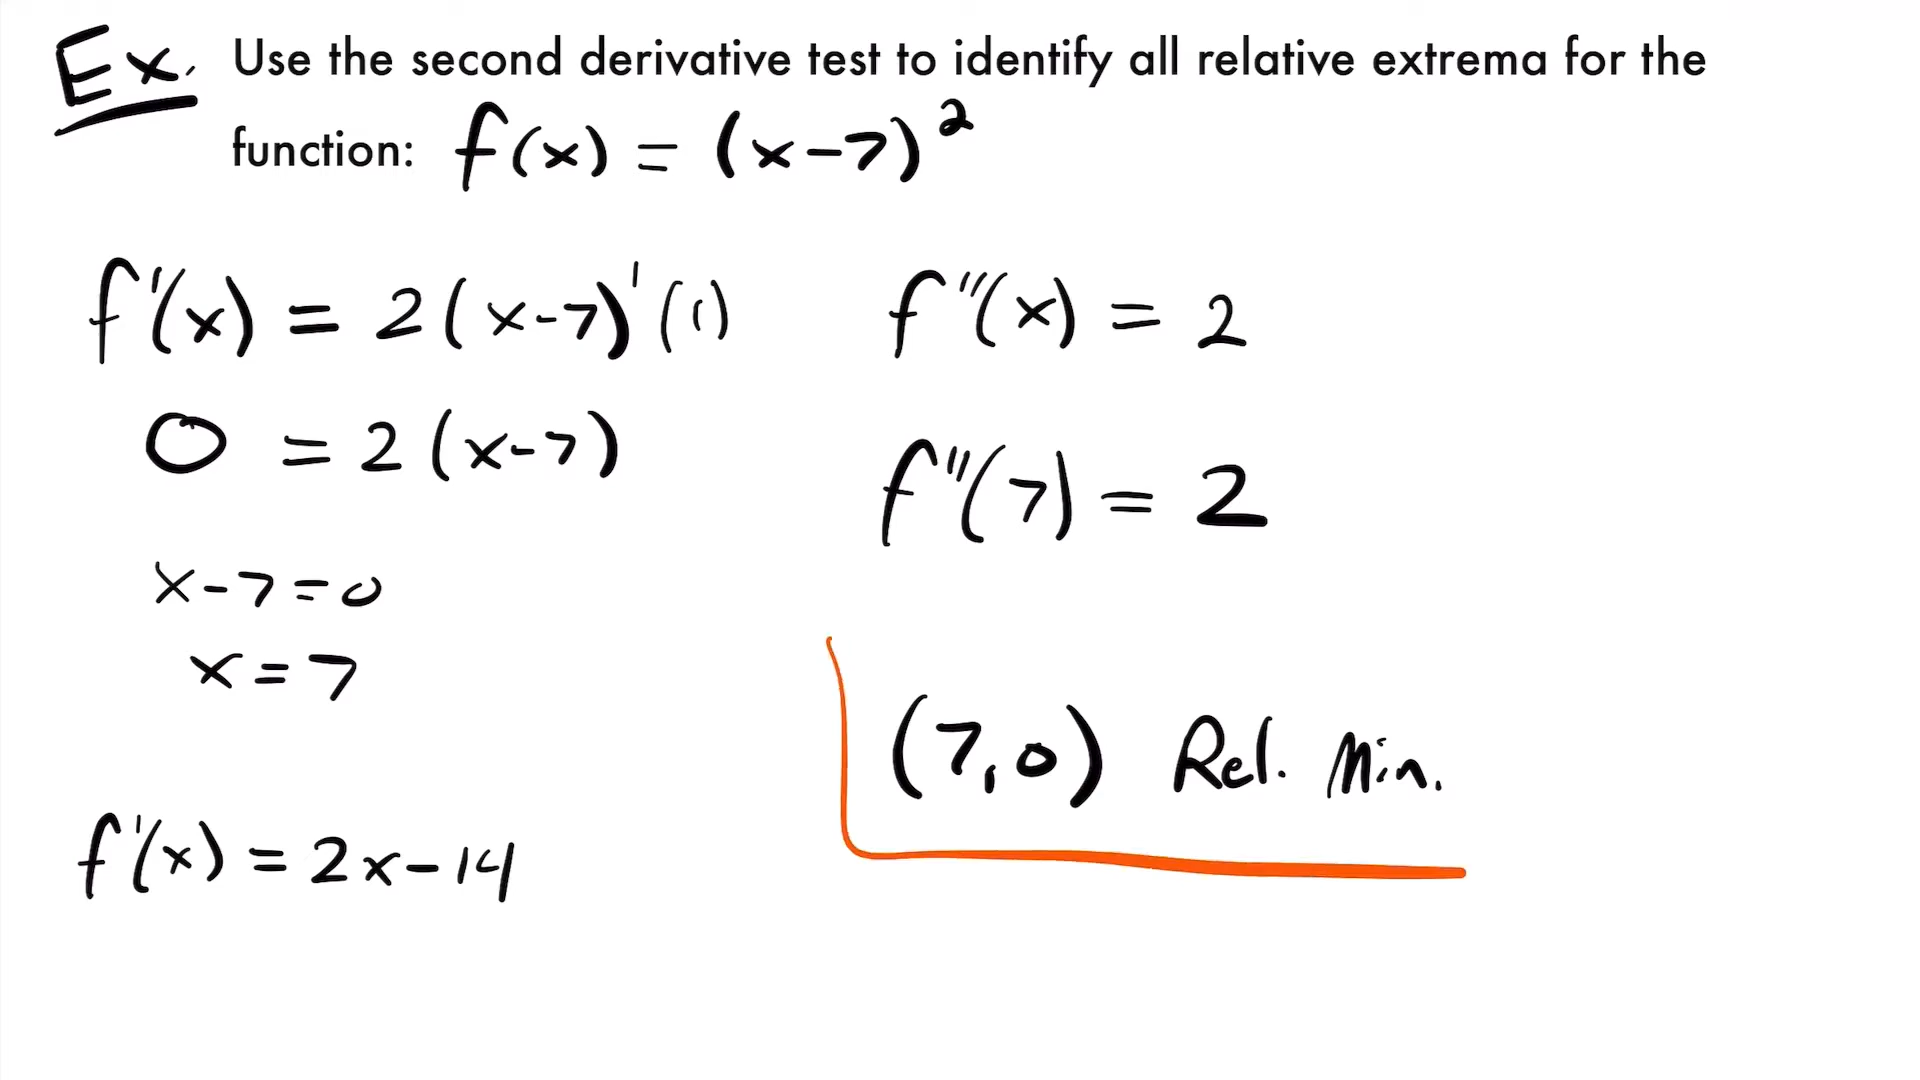 Ex. Use the second derivative test to identify all relative extrema for the
function: f(x) = (x-7)²
f'(x) = 2(x-7)¹(1)
0 = 2(x-7)
x-7=0
x=7
f'(x) = 2x-14
f''(x) = 2
f''(7) = 2
(7,0) Rel. Min.